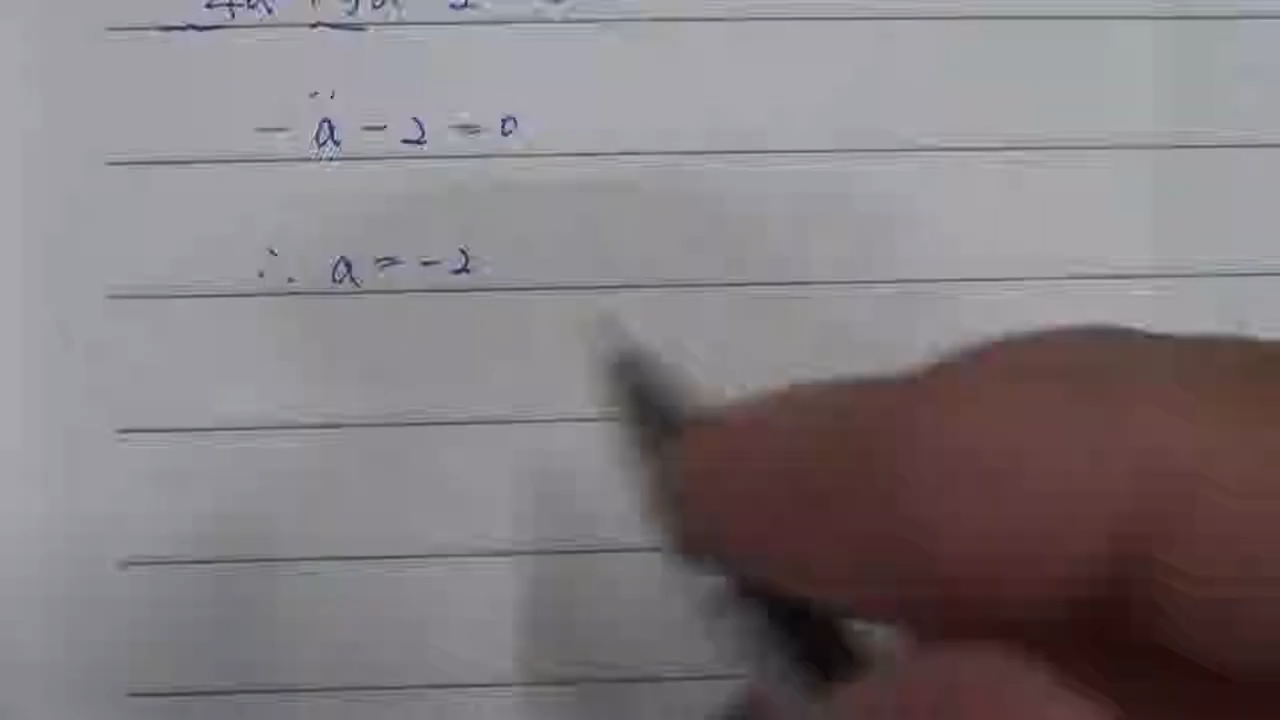 - a - 2 = 0
∴ a = -2